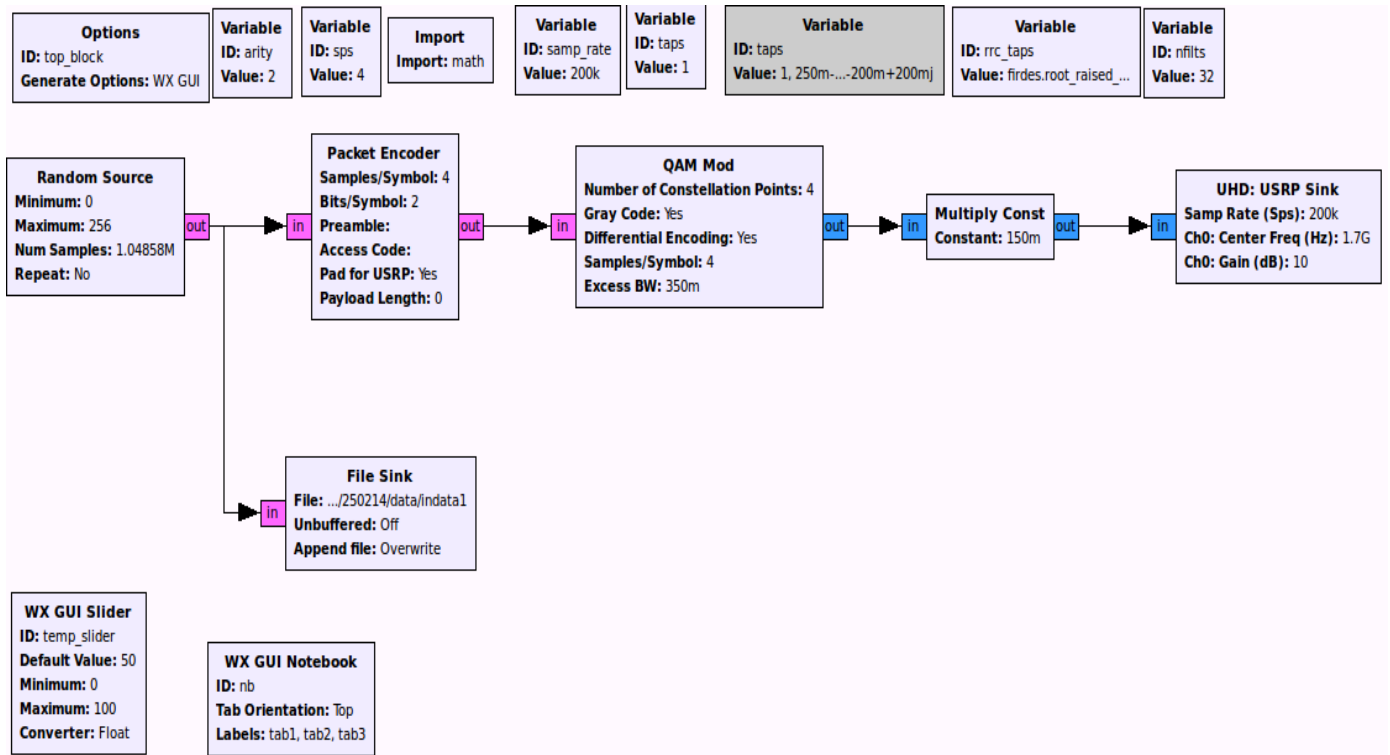 Options
ID: top_block
Generate Options: WX GUI
Variable
ID: arity
Value: 2
Variable
ID: sps
Value: 4
Import
Import: math
Variable
ID: samp_rate
Value: 200k
Variable
ID: taps
Value: 1
Variable
ID: taps
Value: 1, 250m-...-200m+200mj
Variable
ID: rrc_taps
Value: firdes.root_raised_...
Variable
ID: nfilts
Value: 32
Random Source
Minimum: 0
Maximum: 256
Num Samples: 1.04858M
Repeat: No
out
in
Packet Encoder
Samples/Symbol: 4
Bits/Symbol: 2
Preamble:
Access Code:
Pad for USRP: Yes
Payload Length: 0
out
in
QAM Mod
Number of Constellation Points: 4
Gray Code: Yes
Differential Encoding: Yes
Samples/Symbol: 4
Excess BW: 350m
out
in
Multiply Const
Constant: 150m
out
in
UHD: USRP Sink
Samp Rate (Sps): 200k
Ch0: Center Freq (Hz): 1.7G
Ch0: Gain (dB): 10
in
File Sink
File: .../250214/data/indata1
Unbuffered: Off
Append file: Overwrite
WX GUI Slider
ID: temp_slider
Default Value: 50
Minimum: 0
Maximum: 100
Converter: Float
WX GUI Notebook
ID: nb
Tab Orientation: Top
Labels: tab1, tab2, tab3